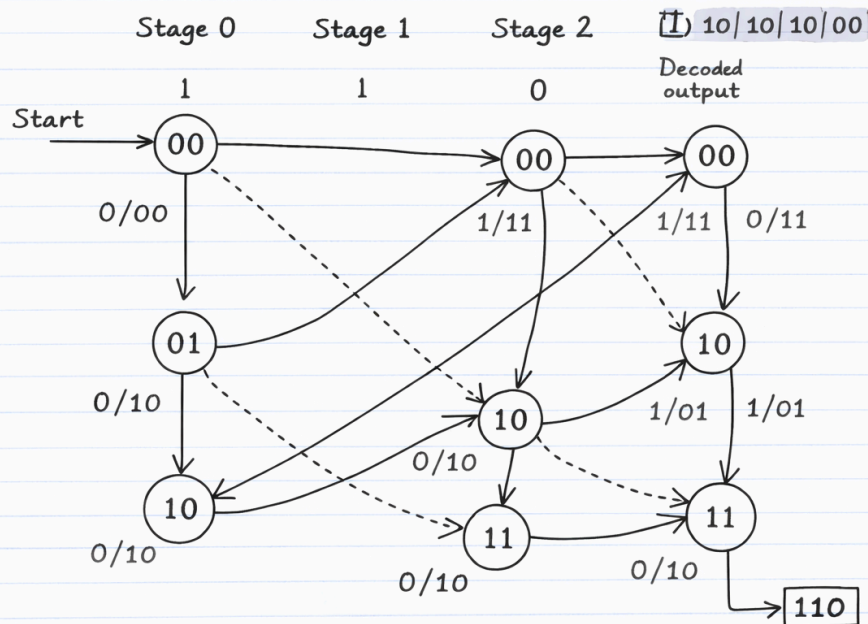 Stage 0 Stage 1 Stage 2 (1) 10|10|10|00
1 1 0 Decoded output
Start
00 00 00
0/00 1/11 1/11 0/11
01 10
0/10 1/01 1/01
10 0/10
10 11 11
0/10 0/10 0/10
110